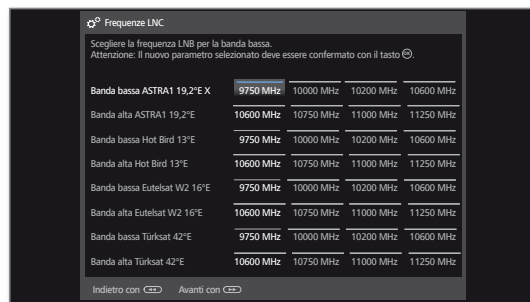 Frequenze LNC
Scegliere la frequenza LNB per la banda bassa.
Attenzione: Il nuovo parametro selezionato deve essere confermato con il tasto OK.
Banda bassa ASTRA1 19,2°E X 9750 MHz 10000 MHz 10200 MHz 10600 MHz
Banda alta ASTRA1 19,2°E 10600 MHz 10750 MHz 11000 MHz 11250 MHz
Banda bassa Hot Bird 13°E 9750 MHz 10000 MHz 10200 MHz 10600 MHz
Banda alta Hot Bird 13°E 10600 MHz 10750 MHz 11000 MHz 11250 MHz
Banda bassa Eutelsat W2 16°E 9750 MHz 10000 MHz 10200 MHz 10600 MHz
Banda alta Eutelsat W2 16°E 10600 MHz 10750 MHz 11000 MHz 11250 MHz
Banda bassa Türksat 42°E 9750 MHz 10000 MHz 10200 MHz 10600 MHz
Banda alta Türksat 42°E 10600 MHz 10750 MHz 11000 MHz 11250 MHz
Indietro con Avanti con